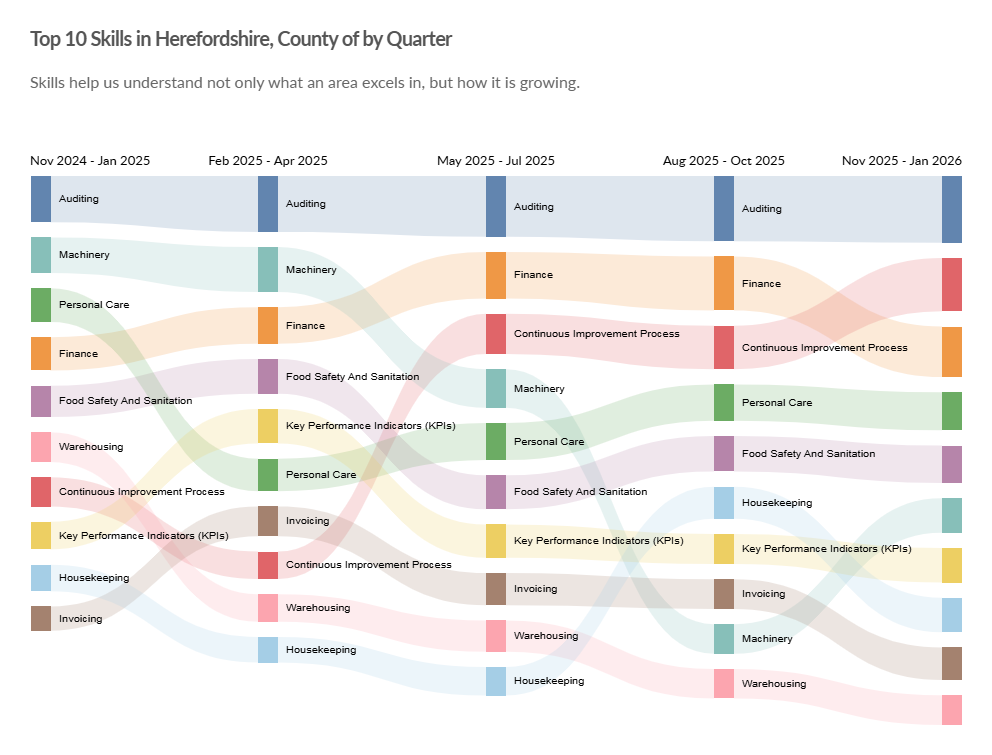 Top 10 Skills in Herefordshire, County of by Quarter
Skills help us understand not only what an area excels in, but how it is growing.
Nov 2024 - Jan 2025
Feb 2025 - Apr 2025
May 2025 - Jul 2025
Aug 2025 - Oct 2025
Nov 2025 - Jan 2026
Auditing
Machinery
Personal Care
Finance
Food Safety And Sanitation
Warehousing
Continuous Improvement Process
Key Performance Indicators (KPIs)
Housekeeping
Invoicing
Auditing
Machinery
Finance
Food Safety And Sanitation
Key Performance Indicators (KPIs)
Personal Care
Invoicing
Continuous Improvement Process
Warehousing
Housekeeping
Auditing
Finance
Continuous Improvement Process
Machinery
Personal Care
Food Safety And Sanitation
Key Performance Indicators (KPIs)
Invoicing
Warehousing
Housekeeping
Auditing
Finance
Continuous Improvement Process
Personal Care
Food Safety And Sanitation
Housekeeping
Key Performance Indicators (KPIs)
Invoicing
Machinery
Warehousing